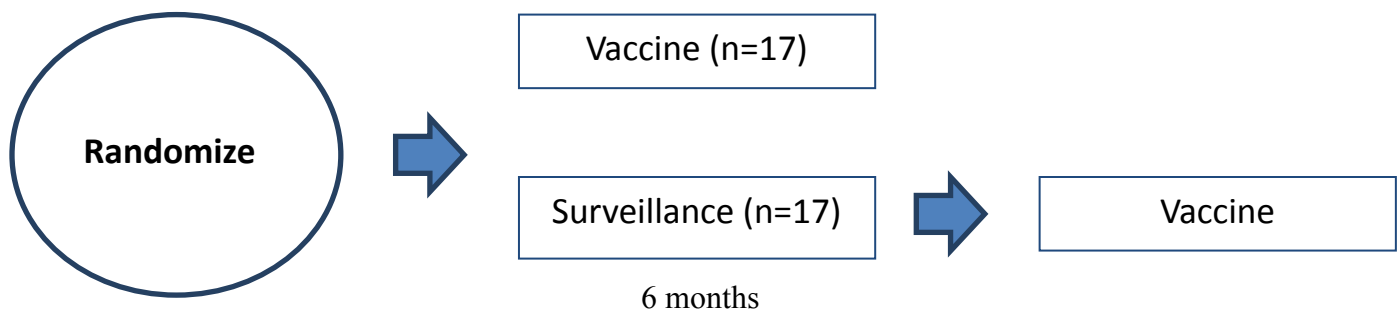 Vaccine (n=17)
Randomize
Surveillance (n=17)
Vaccine
6 months